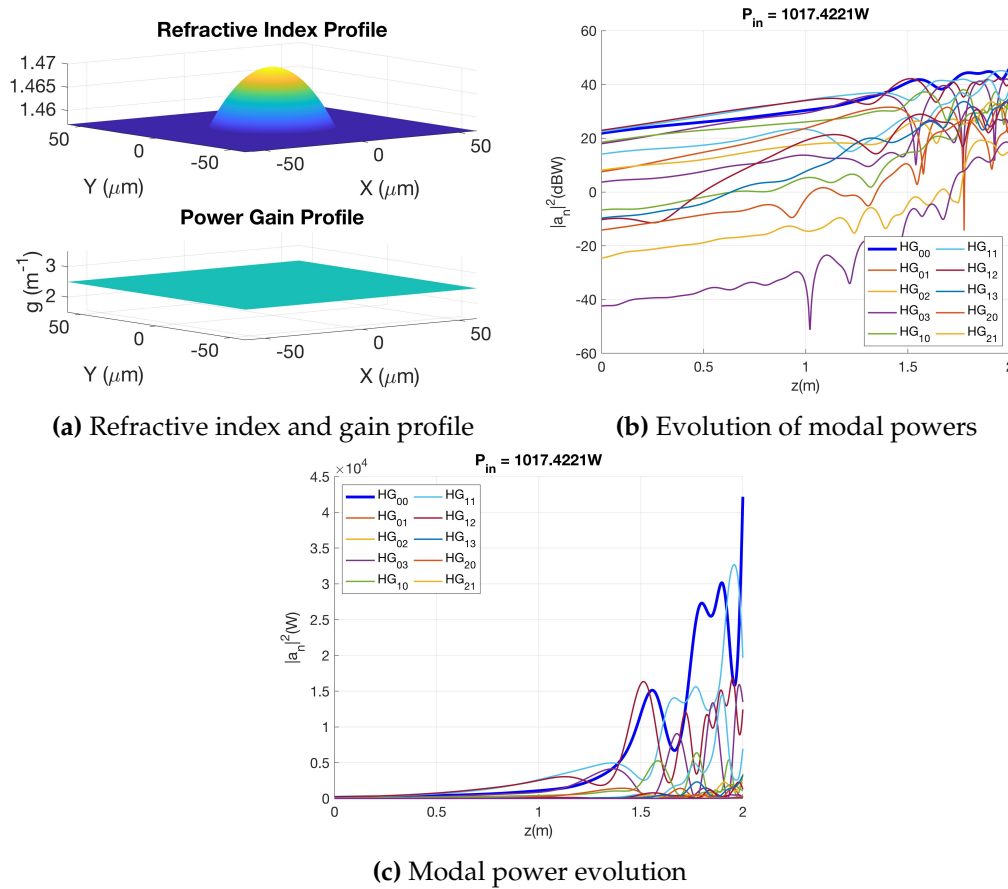 Refractive Index Profile
1.47
1.465
1.46
50
0
-50
Y (μm)
-50
0
50
X (μm)
Power Gain Profile
g (m⁻¹)
3
2
50
0
-50
Y (μm)
-50
0
50
X (μm)
(a) Refractive index and gain profile
P_in = 1017.4221W
|a_n|²(dBW)
60
40
20
0
-20
-40
-60
0
0.5
1
1.5
2
z(m)
HG₀₀ HG₁₁
HG₀₁ HG₁₂
HG₀₂ HG₁₃
HG₀₃ HG₂₀
HG₁₀ HG₂₁
(b) Evolution of modal powers
P_in = 1017.4221W
×10⁴
|a_n|²(W)
4.5
4
3.5
3
2.5
2
1.5
1
0.5
0
0
0.5
1
1.5
2
z(m)
HG₀₀ HG₁₁
HG₀₁ HG₁₂
HG₀₂ HG₁₃
HG₀₃ HG₂₀
HG₁₀ HG₂₁
(c) Modal power evolution